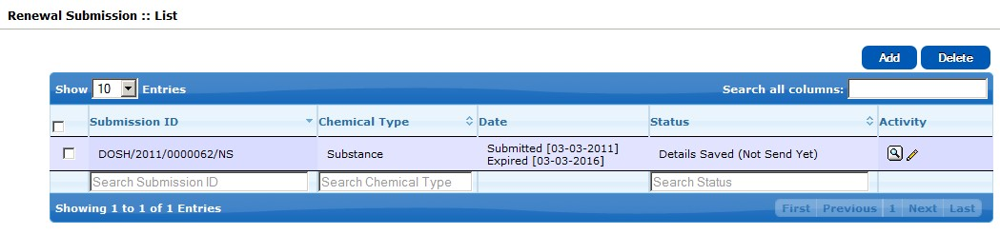 Renewal Submission :: List
Add Delete
Show 10 Entries Search all columns:
Submission ID Chemical Type Date Status Activity
DOSH/2011/0000062/NS Substance Submitted [03-03-2011] Details Saved (Not Send Yet)
Expired [03-03-2016]
Search Submission ID Search Chemical Type Search Status
Showing 1 to 1 of 1 Entries First Previous 1 Next Last